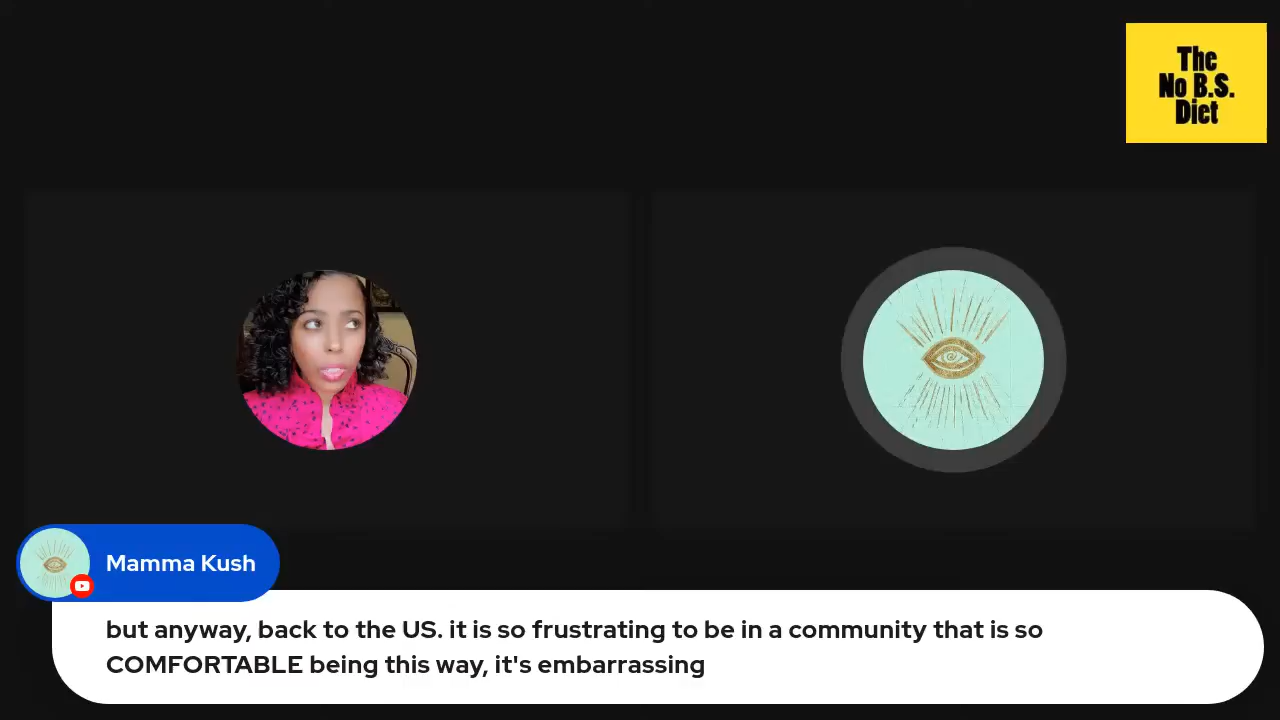 The
No B.S.
Diet
Mamma Kush
but anyway, back to the US. it is so frustrating to be in a community that is so
COMFORTABLE being this way, it's embarrassing